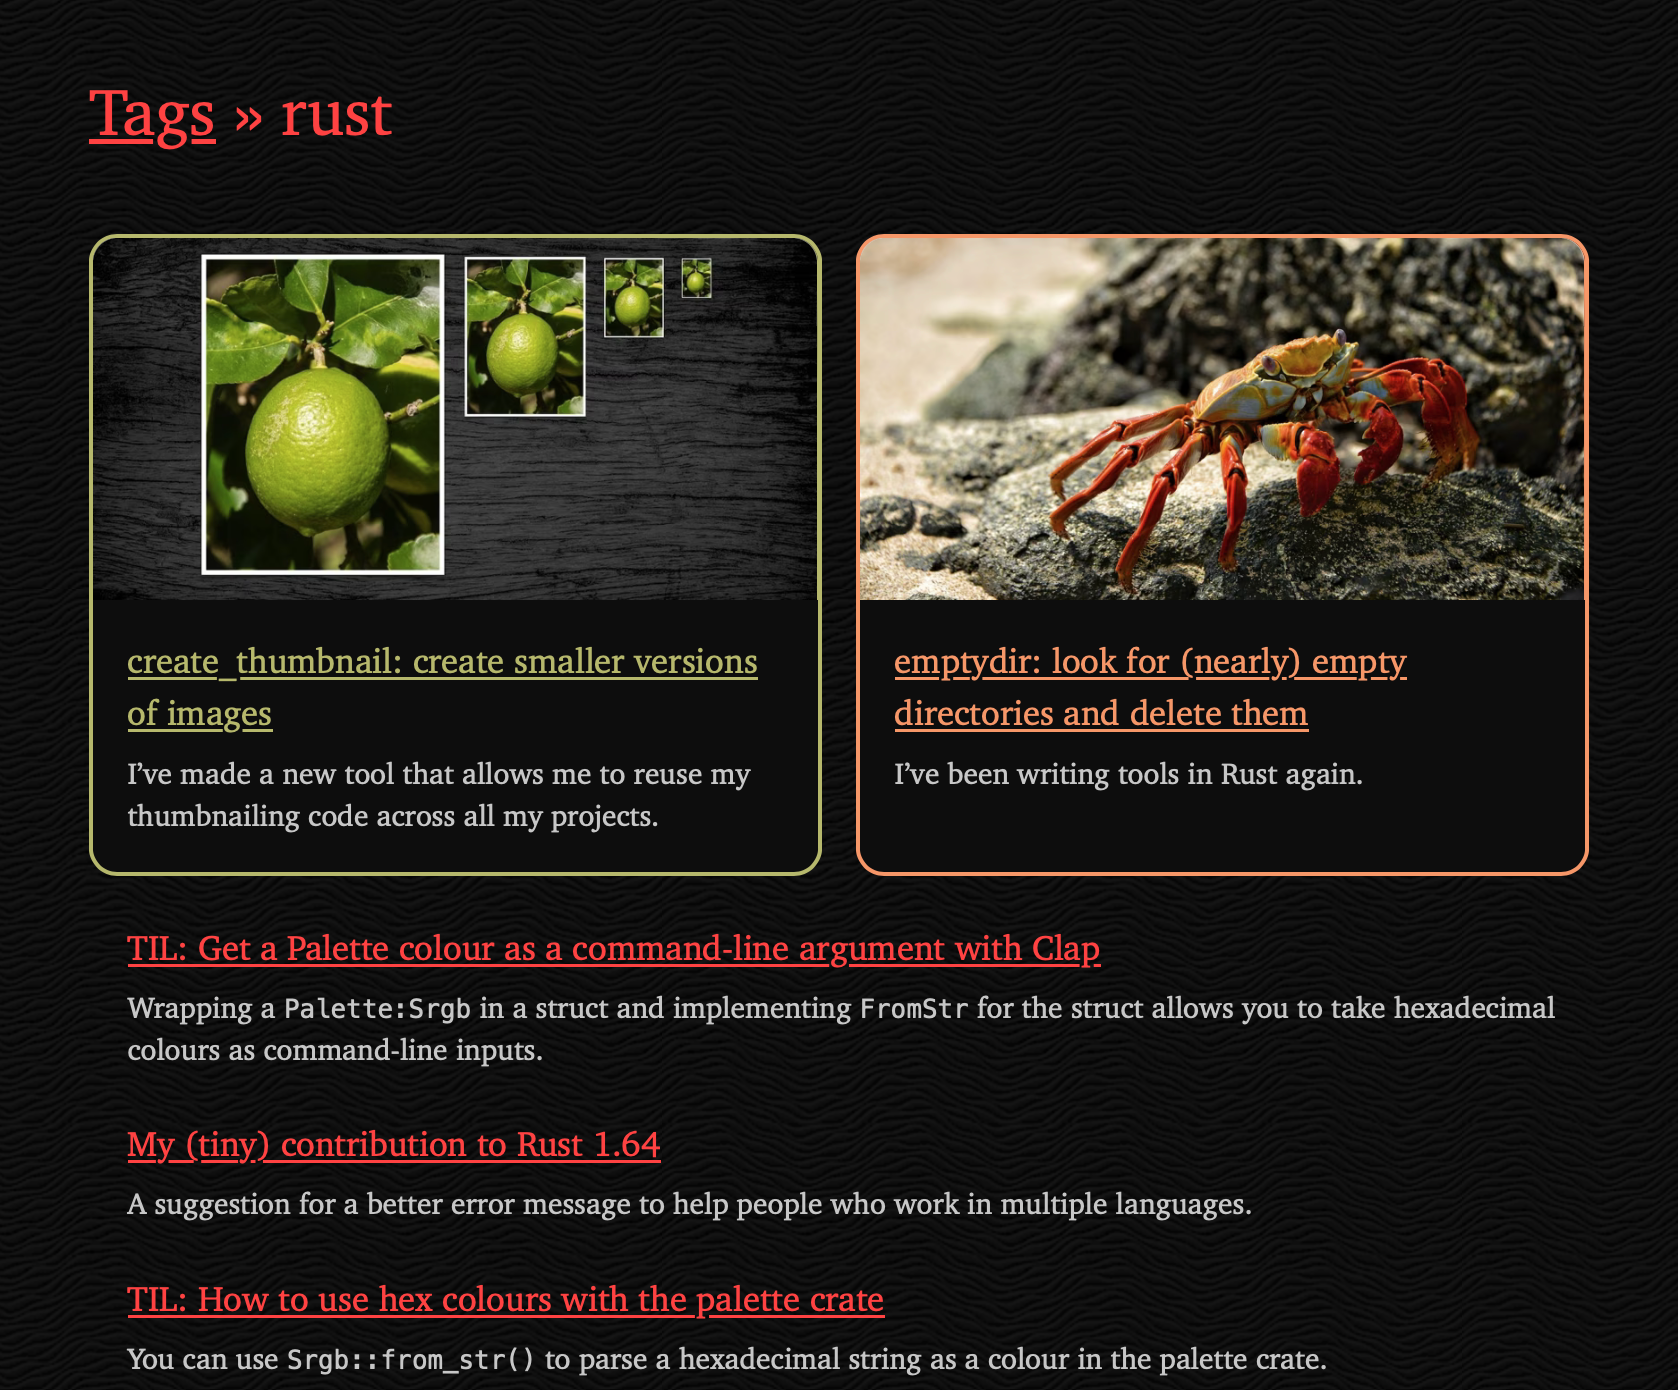 Tags » rust
create_thumbnail: create smaller versions
of images
I’ve made a new tool that allows me to reuse my
thumbnailing code across all my projects.
emptydir: look for (nearly) empty
directories and delete them
I’ve been writing tools in Rust again.
TIL: Get a Palette colour as a command-line argument with Clap
Wrapping a Palette:Srgb in a struct and implementing FromStr for the struct allows you to take hexadecimal
colours as command-line inputs.
My (tiny) contribution to Rust 1.64
A suggestion for a better error message to help people who work in multiple languages.
TIL: How to use hex colours with the palette crate
You can use Srgb::from_str() to parse a hexadecimal string as a colour in the palette crate.